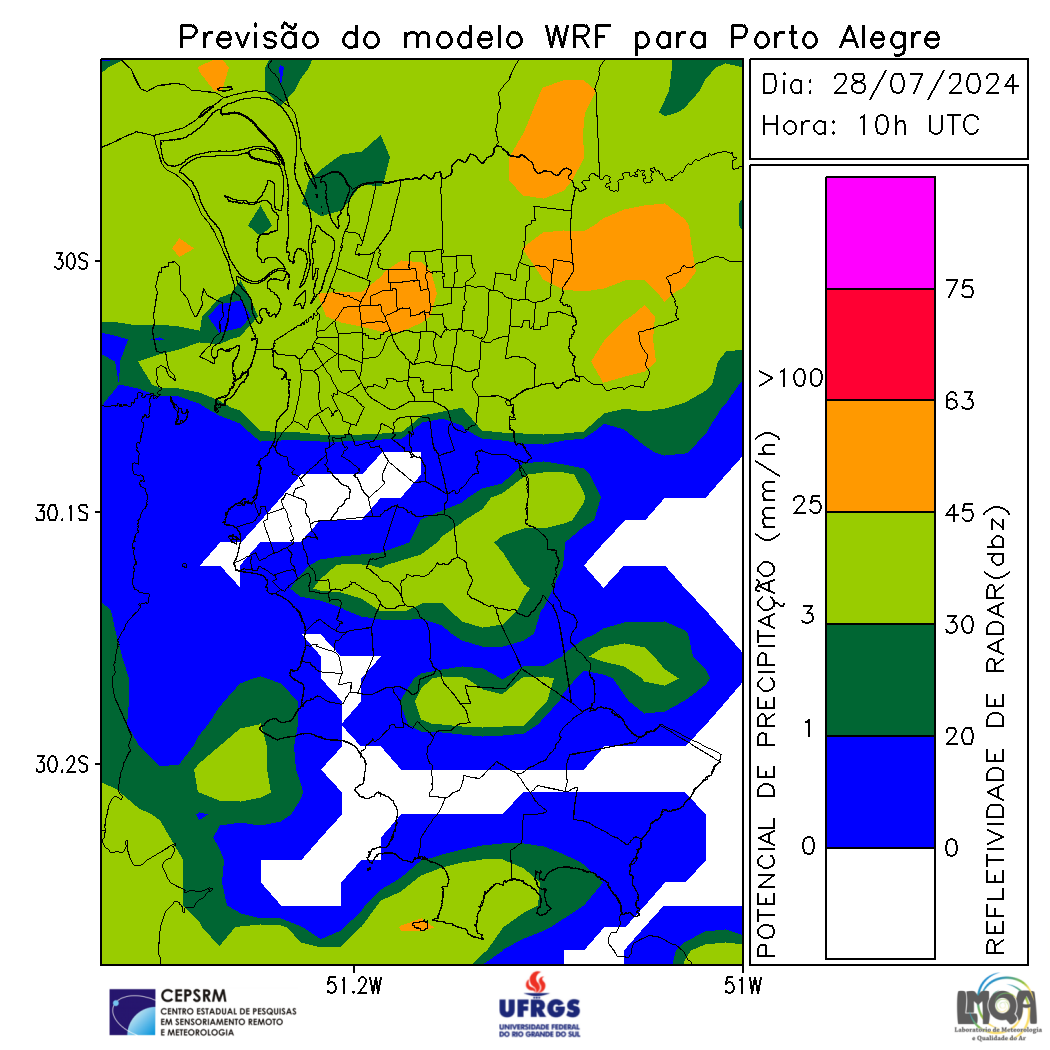 Previsão do modelo WRF para Porto Alegre
Dia: 28/07/2024
Hora: 10h UTC
30S
30.1S
30.2S
51.2W
51W
POTENCIAL DE PRECIPITAÇÃO (mm/h)
>100
25
3
1
0
75
63
45
30
20
0
REFLETIVIDADE DE RADAR(dbz)
CEPSRM
CENTRO ESTADUAL DE PESQUISAS
EM SENSORIAMENTO REMOTO
E METEOROLOGIA
UFRGS
UNIVERSIDADE FEDERAL
DO RIO GRANDE DO SUL
LMQA
Laboratório de Meteorologia
e Qualidade do Ar